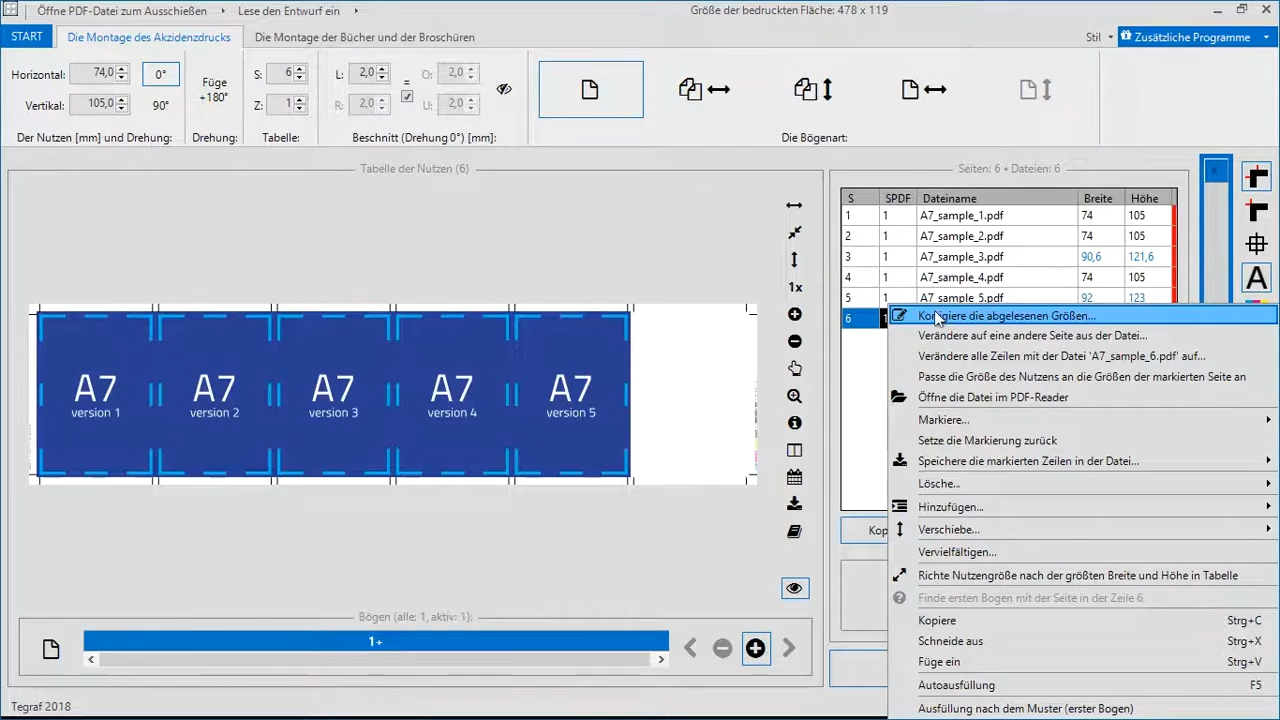 Öffne PDF-Datei zum Ausschießen
Lese den Entwurf ein
Größe der bedruckten Fläche: 478 x 119
START
Die Montage des Akzidenzdrucks
Die Montage der Bücher und der Broschüren
Stil
Zusätzliche Programme
Horizontal: 74,0
0°
Füge
+180°
S: 6
L: 2,0
=
O: 2,0
Vertikal: 105,0
90°
Z: 1
R: 2,0
U: 2,0
Der Nutzen [mm] und Drehung:
Drehung:
Tabelle:
Beschnitt (Drehung 0°) [mm]:
Die Bögenart:
Tabelle der Nutzen (6)
Seiten: 6 • Dateien: 6
S SPDF Dateiname Breite Höhe
1 1 A7_sample_1.pdf 74 105
2 1 A7_sample_2.pdf 74 105
3 1 A7_sample_3.pdf 90,6 121,6
4 1 A7_sample_4.pdf 74 105
5 1 A7_sample_5.pdf 92 123
6 1
1x
A
A7
version 1
A7
version 2
A7
version 3
A7
version 4
A7
version 5
Kop
Korrigiere die abgelesenen Größen...
Verändere auf eine andere Seite aus der Datei...
Verändere alle Zeilen mit der Datei 'A7_sample_6.pdf' auf...
Passe die Größe des Nutzens an die Größen der markierten Seite an
Öffne die Datei im PDF-Reader
Markiere...
Setze die Markierung zurück
Speichere die markierten Zeilen in der Datei...
Lösche...
Hinzufügen...
Verschiebe...
Vervielfältigen...
Richte Nutzengröße nach der größten Breite und Höhe in Tabelle
Finde ersten Bogen mit der Seite in der Zeile 6
Kopiere Strg+C
Schneide aus Strg+X
Füge ein Strg+V
Autoausfüllung F5
Ausfüllung nach dem Muster (erster Bogen)
Bögen (alle: 1, aktiv: 1):
1+
Tegraf 2018